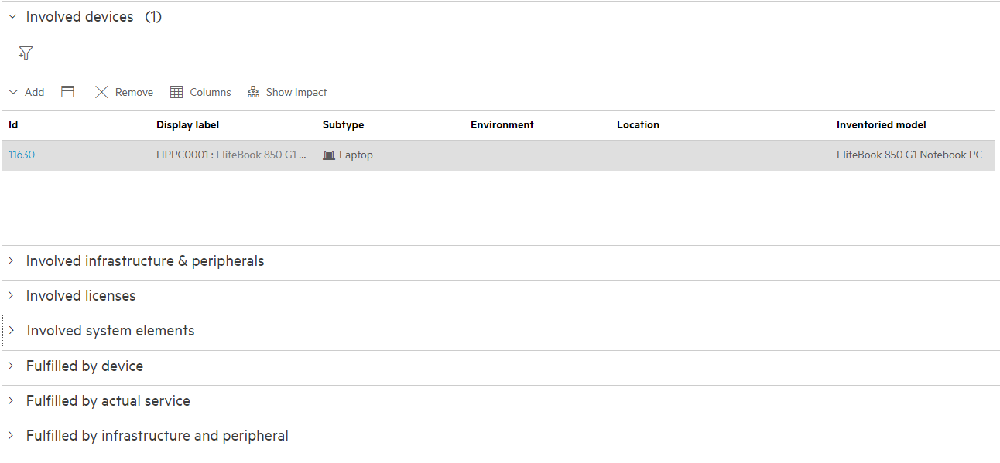 Involved devices (1)
Add Remove Columns Show Impact
Id Display label Subtype Environment Location Inventoried model
11630 HPPC0001 : EliteBook 850 G1 ... Laptop EliteBook 850 G1 Notebook PC
Involved infrastructure & peripherals
Involved licenses
Involved system elements
Fulfilled by device
Fulfilled by actual service
Fulfilled by infrastructure and peripheral